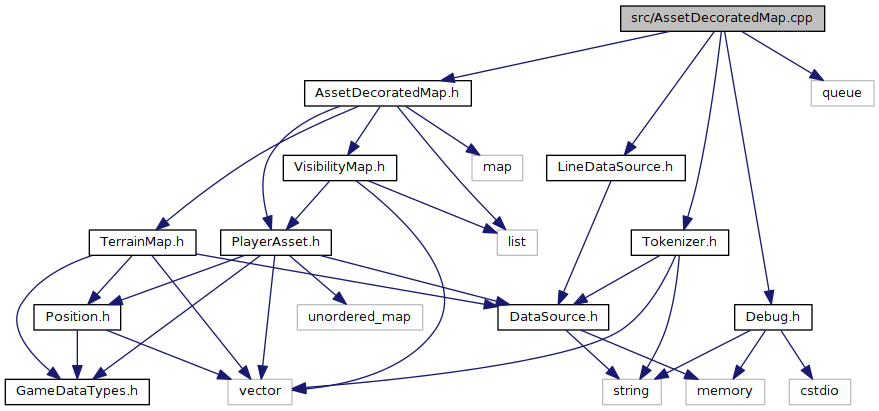 src/AssetDecoratedMap.cpp
AssetDecoratedMap.h
queue
VisibilityMap.h
map
LineDataSource.h
TerrainMap.h
PlayerAsset.h
list
Tokenizer.h
Position.h
unordered_map
DataSource.h
Debug.h
GameDataTypes.h
vector
string
memory
cstdio